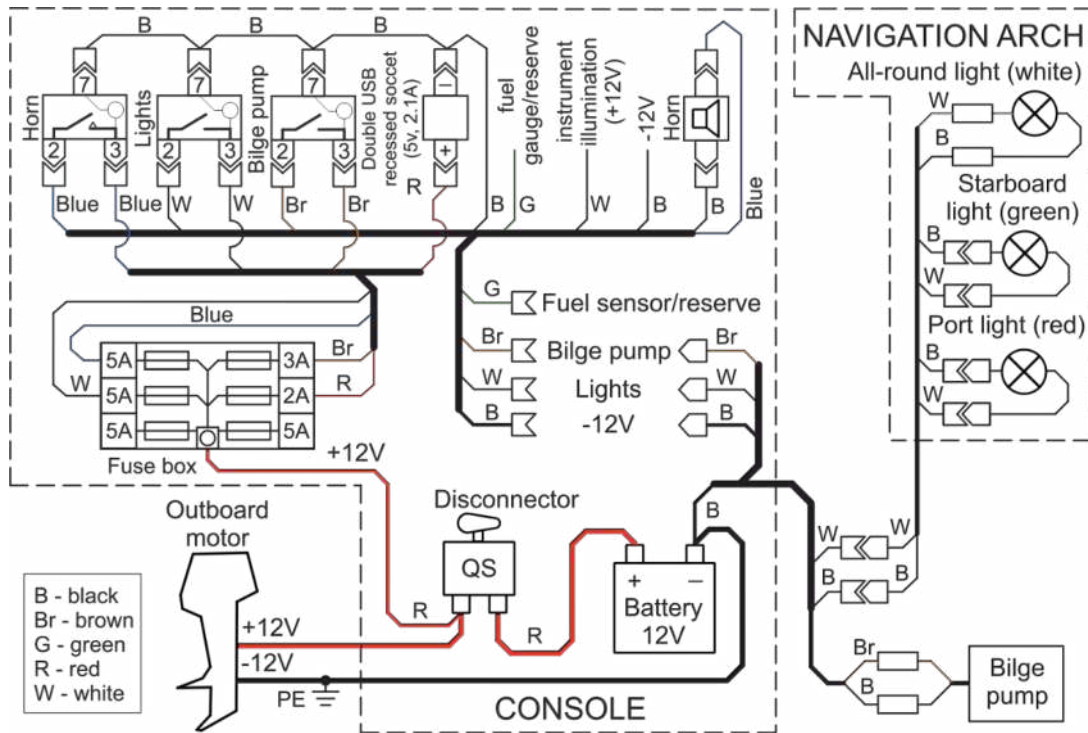 B B B B
7 7 7 –
Horn
Lights
Bilge pump
Double USB
recessed soccet
(5v, 2.1A)
2 3 2 3 2 3 +
Blue Blue W W Br Br R
fuel
gauge/reserve
instrument
illumination
(+12V)
-12V
Horn
B G W B B Blue
NAVIGATION ARCH
All-round light (white)
W
B
Starboard
light (green)
B
W
Port light (red)
B
W
G Fuel sensor/reserve
Br Bilge pump Br
W Lights W
B -12V B
Blue
W
5A 3A Br
5A 2A R
5A 5A
Fuse box
+12V
Disconnector
QS
R
R
B
+ –
Battery
12V
Outboard
motor
+12V
-12V
PE
B - black
Br - brown
G - green
R - red
W - white
CONSOLE
W W
B B
Br
B
Bilge
pump